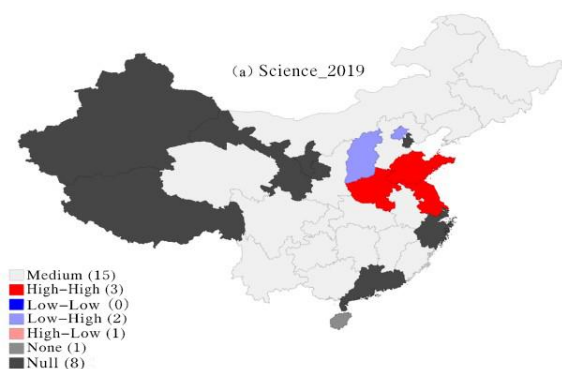 (a) Science_2019
Medium (15)
High-High (3)
Low-Low (0)
Low-High (2)
High-Low (1)
None (1)
Null (8)